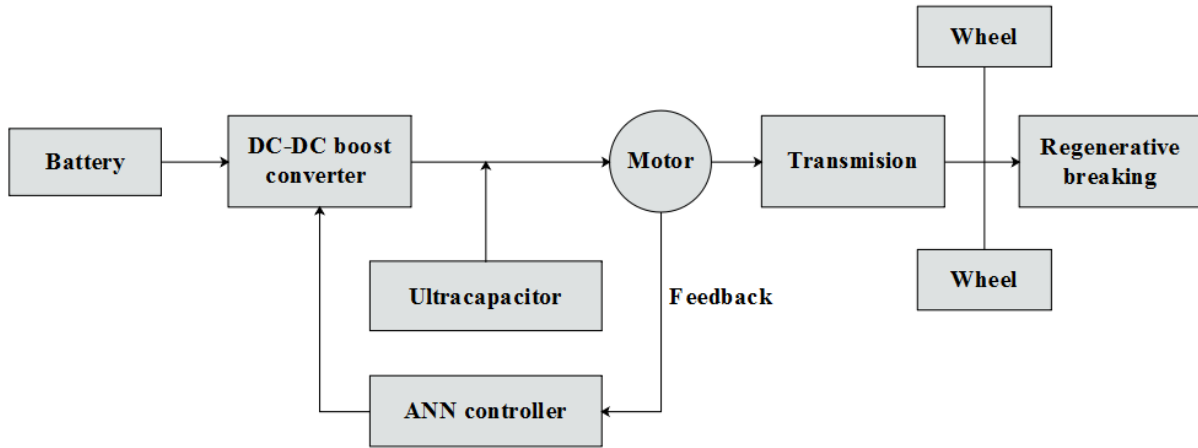 Wheel
Battery
DC-DC boost
converter
Motor
Transmision
Regenerative
breaking
Ultracapacitor
Feedback
Wheel
ANN controller